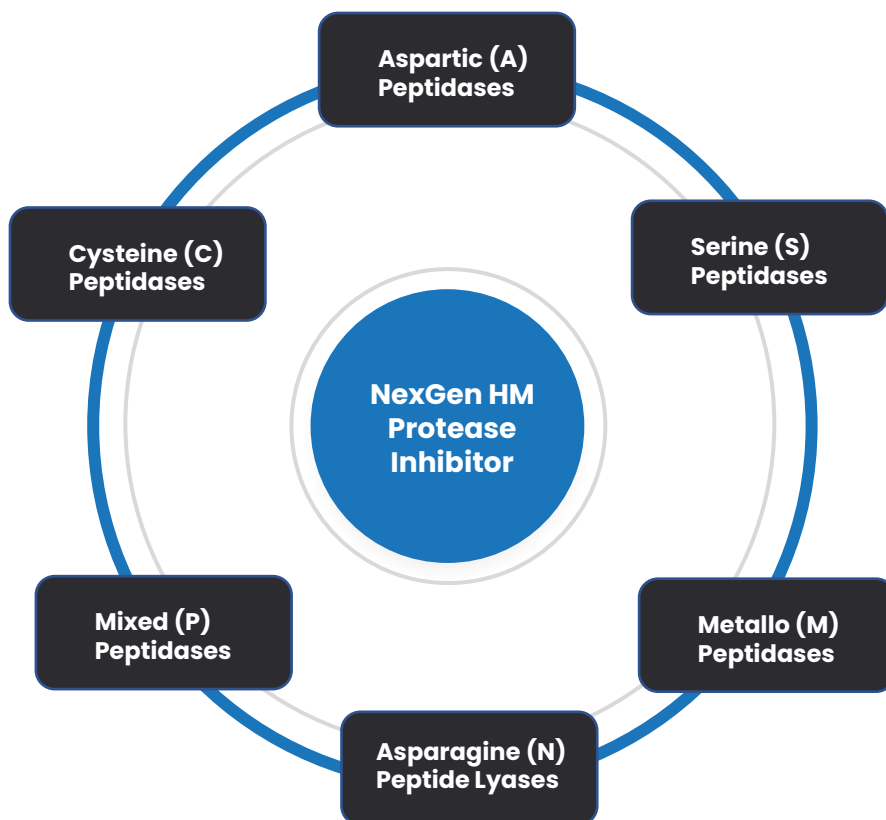 Aspartic (A)
Peptidases
Cysteine (C)
Peptidases
Serine (S)
Peptidases
NexGen HM
Protease
Inhibitor
Mixed (P)
Peptidases
Metallo (M)
Peptidases
Asparagine (N)
Peptide Lyases